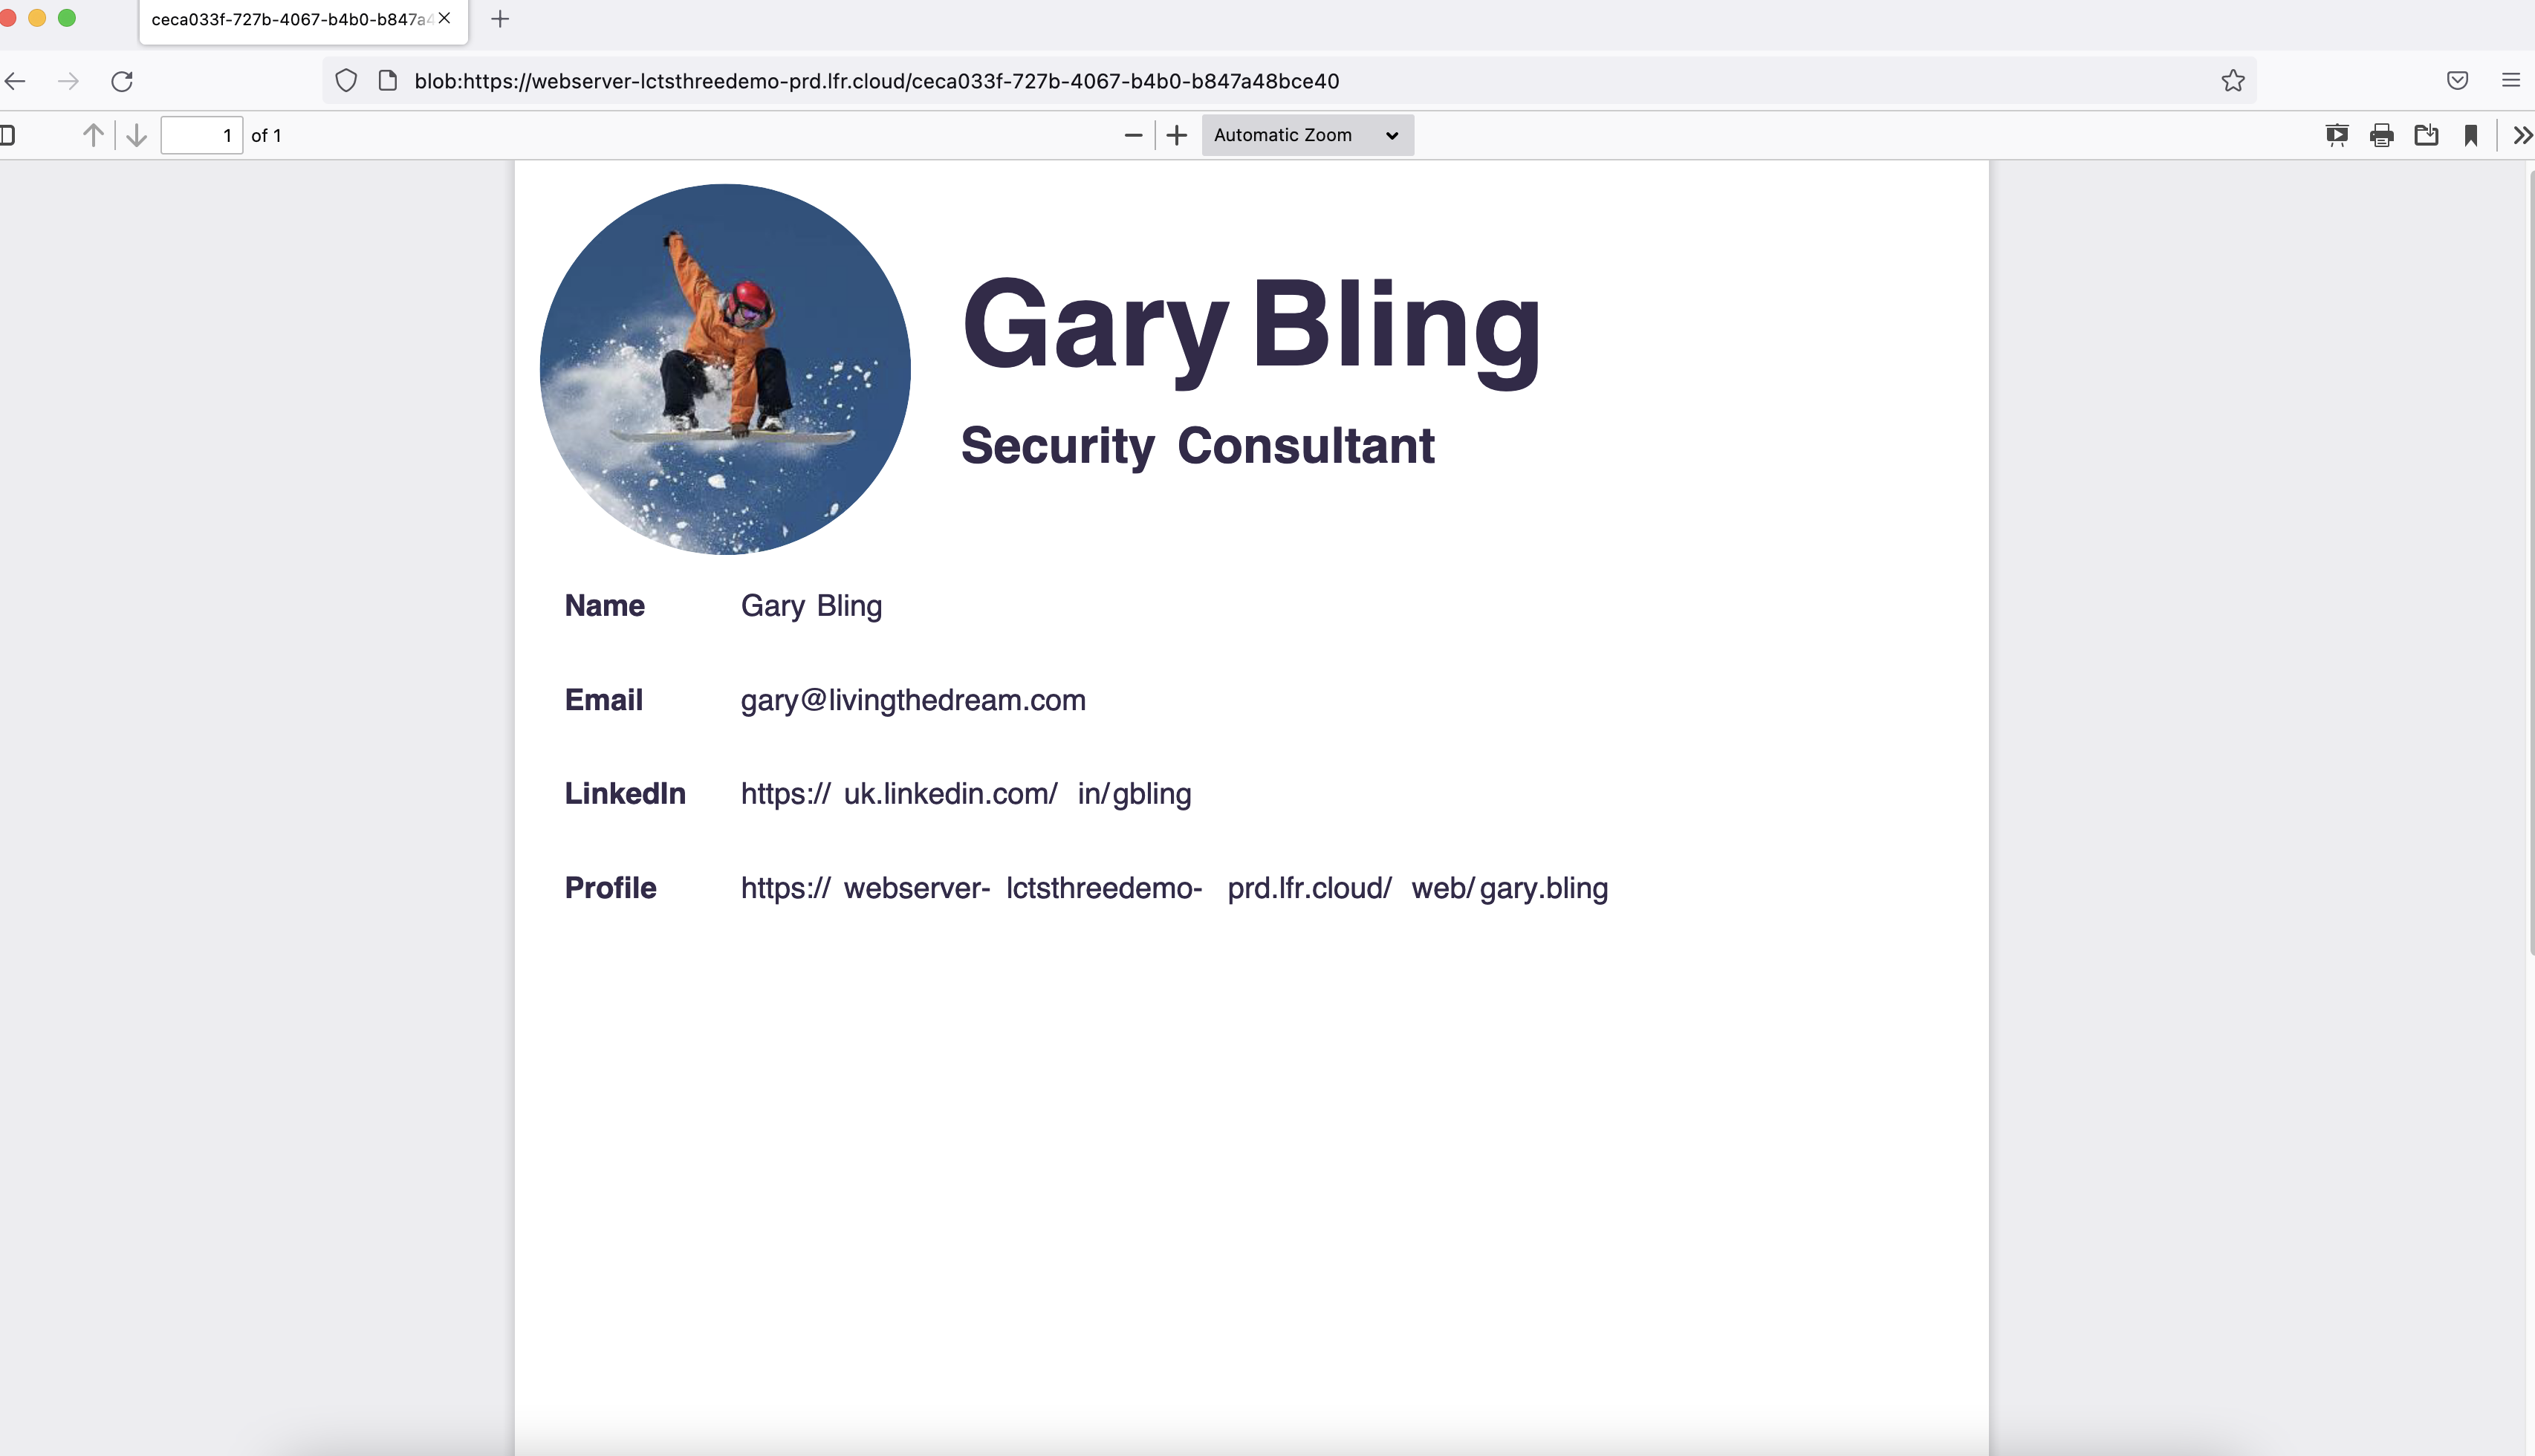 ceca033f-727b-4067-b4b0-b847a4
blob:https://webserver-lctsthreedemo-prd.lfr.cloud/ceca033f-727b-4067-b4b0-b847a48bce40
1 of 1 Automatic Zoom
Gary Bling
Security Consultant
Name Gary Bling
Email gary@livingthedream.com
LinkedIn https:// uk.linkedin.com/ in/gbling
Profile https:// webserver- lctsthreedemo- prd.lfr.cloud/ web/gary.bling